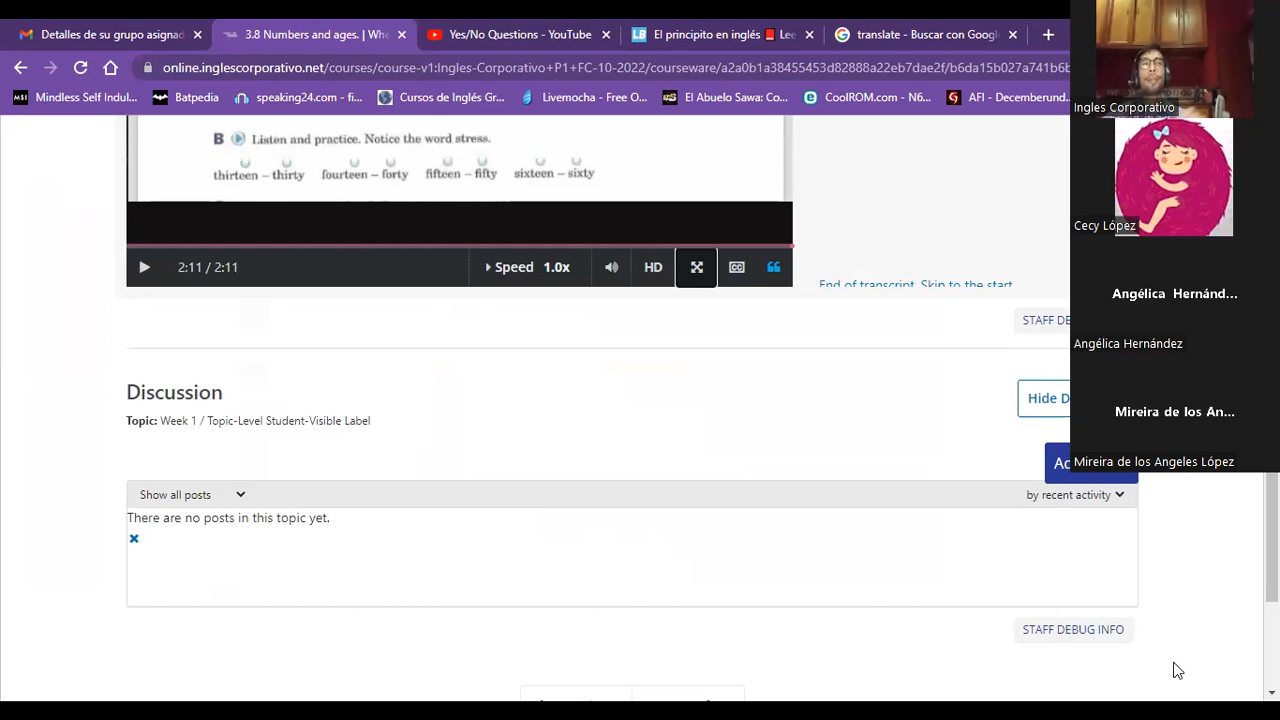 Detalles de su grupo asignad
3.8 Numbers and ages. | Whe
Yes/No Questions - YouTube
LB El principito en inglés Lee
translate - Buscar con Google
online.inglescorporativo.net/courses/course-v1:Ingles-Corporativo+P1+FC-10-2022/courseware/a2a0b1a38455453d82888a22eb7dae2f/b6da15b027a741b6b
Mindless Self Indul...
Batpedia
speaking24.com - fi...
Cursos de Inglés Gr...
Livemocha - Free O...
El Abuelo Sawa: Co...
CoolROM.com - N6...
AFI - Decemberund...
Ingles Corporativo
B Listen and practice. Notice the word stress.
thirteen – thirty fourteen – forty fifteen – fifty sixteen – sixty
Cecy López
2:11 / 2:11
Speed 1.0x
HD
CC
End of transcript. Skip to the start.
Angélica Hernánd...
STAFF DE
Angélica Hernández
Discussion
Hide D
Topic: Week 1 / Topic-Level Student-Visible Label
Mireira de los An...
Mireira de los Angeles López
Show all posts
by recent activity
There are no posts in this topic yet.
STAFF DEBUG INFO